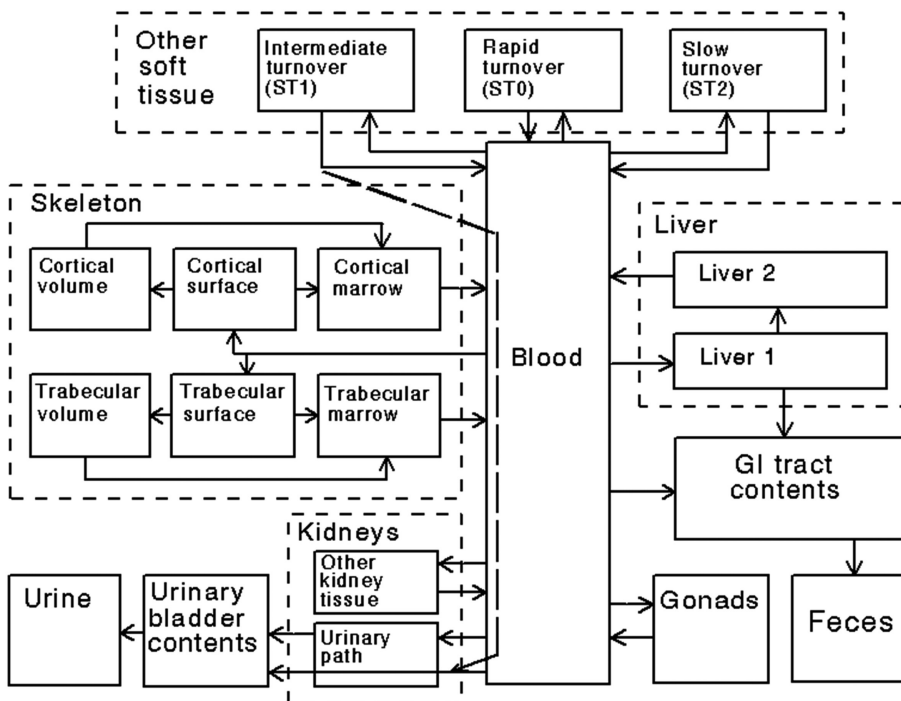 Other
soft
tissue
Intermediate
turnover
(ST1)
Rapid
turnover
(ST0)
Slow
turnover
(ST2)
Skeleton
Cortical
volume
Cortical
surface
Cortical
marrow
Trabecular
volume
Trabecular
surface
Trabecular
marrow
Blood
Liver
Liver 2
Liver 1
GI tract
contents
Kidneys
Other
kidney
tissue
Urinary
path
Urine
Urinary
bladder
contents
Gonads
Feces